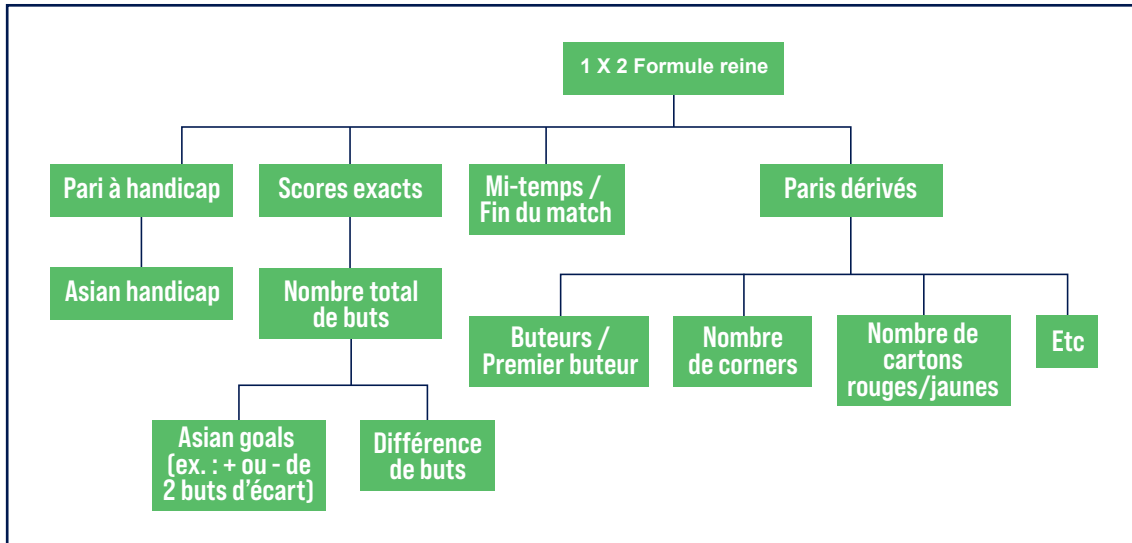 1 X 2 Formule reine
Pari à handicap
Scores exacts
Mi-temps /
Fin du match
Paris dérivés
Asian handicap
Nombre total
de buts
Buteurs /
Premier buteur
Nombre
de corners
Nombre de
cartons
rouges/jaunes
Etc
Asian goals
(ex. : + ou - de
2 buts d'écart)
Différence
de buts